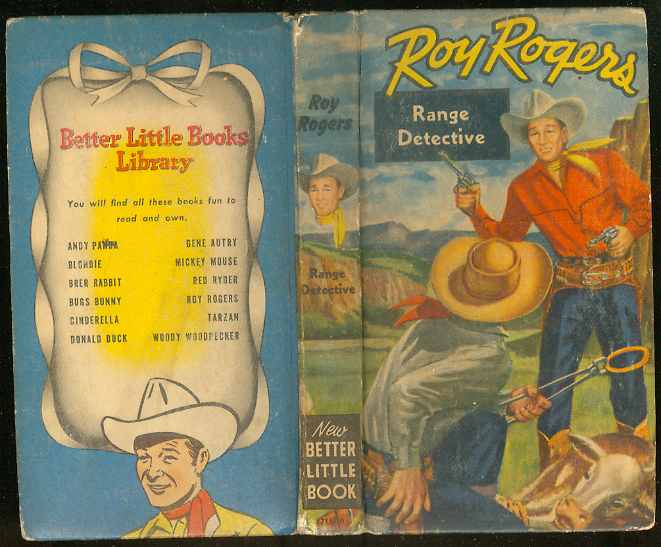 Better Little Books
Library
You will find all these books fun to
read and own.
ANDY PANDA GENE AUTRY
BLONDIE MICKEY MOUSE
BRER RABBIT RED RYDER
BUGS BUNNY ROY ROGERS
CINDERELLA TARZAN
DONALD DUCK WOODY WOODPECKER
Roy
Rogers
Range
Detective
New
BETTER
LITTLE
BOOK
Roy Rogers
Range
Detective